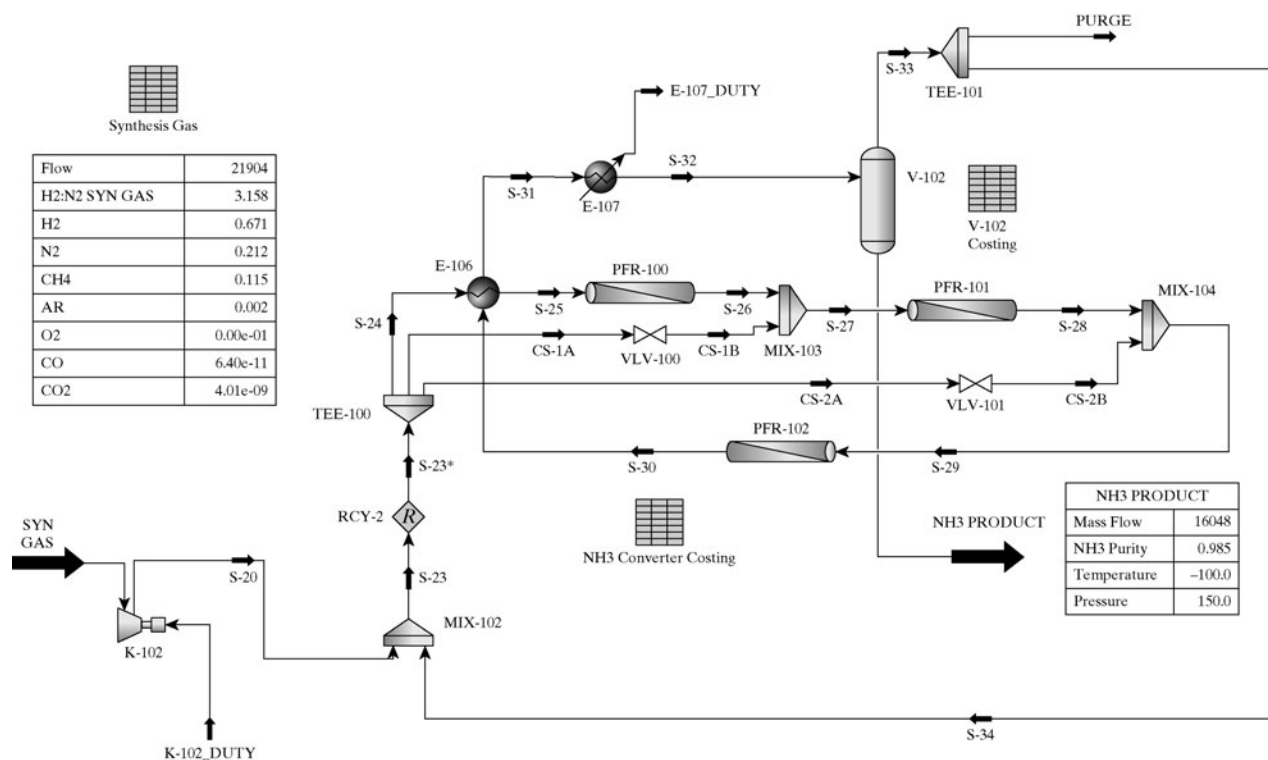 PURGE
S-33
TEE-101
E-107_DUTY
Synthesis Gas
Flow 21904
H2:N2 SYN GAS 3.158
H2 0.671
N2 0.212
CH4 0.115
AR 0.002
O2 0.00e-01
CO 6.40e-11
CO2 4.01e-09
S-31
S-32
E-107
V-102
V-102
Costing
E-106
PFR-100
PFR-101
MIX-104
S-24
S-25
S-26
S-27
S-28
CS-1A
VLV-100
CS-1B
MIX-103
CS-2A
VLV-101
CS-2B
TEE-100
PFR-102
S-30
S-29
S-23*
RCY-2
R
NH3 Converter Costing
NH3 PRODUCT
NH3 PRODUCT
Mass Flow 16048
NH3 Purity 0.985
Temperature –100.0
Pressure 150.0
SYN
GAS
S-20
S-23
K-102
MIX-102
K-102_DUTY
S-34